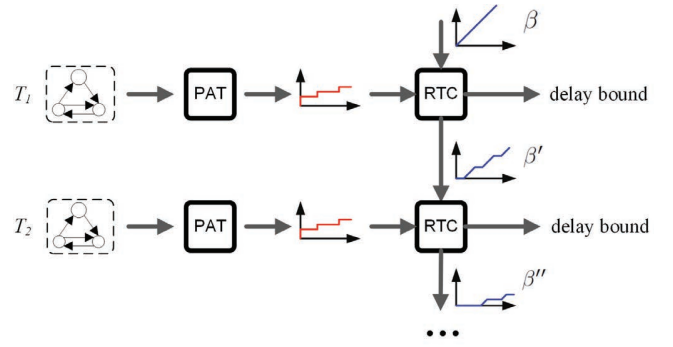 β
T₁ PAT RTC delay bound
β′
T₂ PAT RTC delay bound
β′′
•••